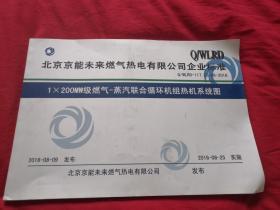 Q/WLRD
北京京能未来燃气热电有限公司企业标准
1×200MW级燃气-蒸汽联合循环机组热机系统图
2018-08-09 发布
2018-08-25 实施
北京京能未来燃气热电有限公司 发布